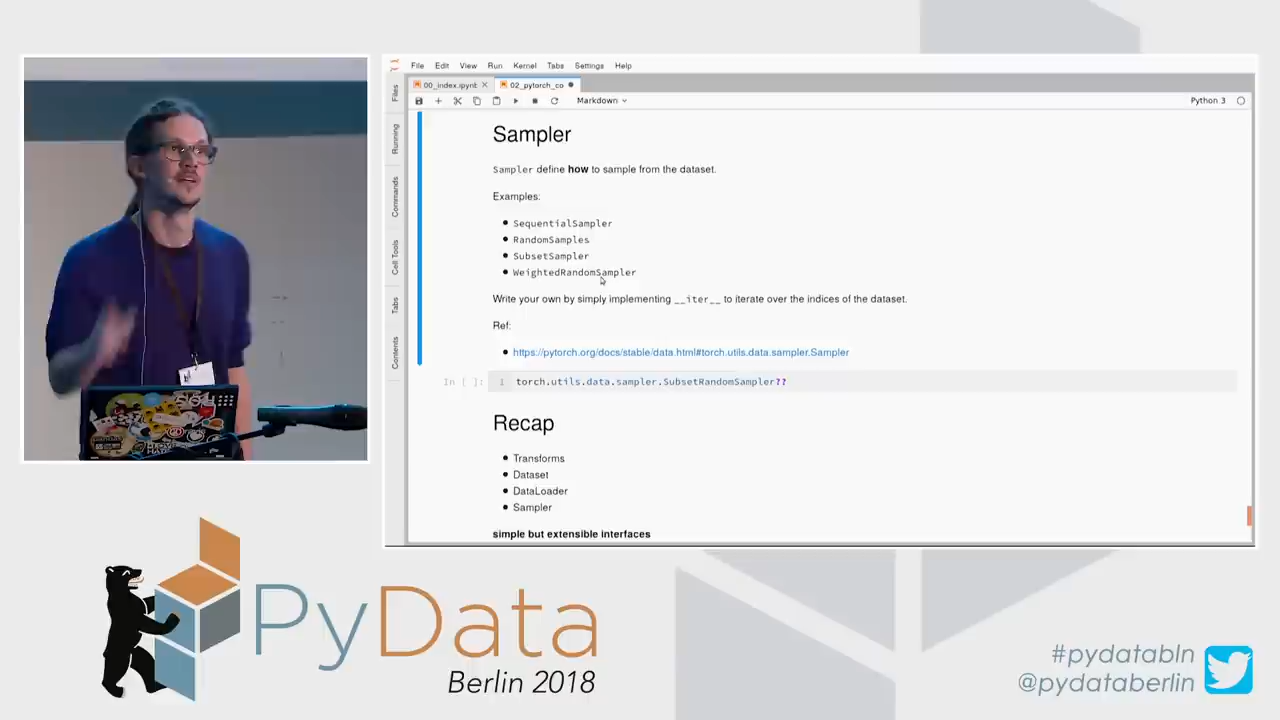 File Edit View Run Kernel Tabs Settings Help
00_index.ipynb
02_pytorch_co
Markdown
Python 3
Files
Running
Commands
Cell Tools
Tabs
Contents
Sampler
Sampler define how to sample from the dataset.
Examples:
SequentialSampler
RandomSamples
SubsetSampler
WeightedRandomSampler
Write your own by simply implementing __iter__ to iterate over the indices of the dataset.
Ref:
https://pytorch.org/docs/stable/data.html#torch.utils.data.sampler.Sampler
In [ ]: 1 torch.utils.data.sampler.SubsetRandomSampler??
Recap
Transforms
Dataset
DataLoader
Sampler
simple but extensible interfaces
PyData
Berlin 2018
#pydatabln
@pydataberlin